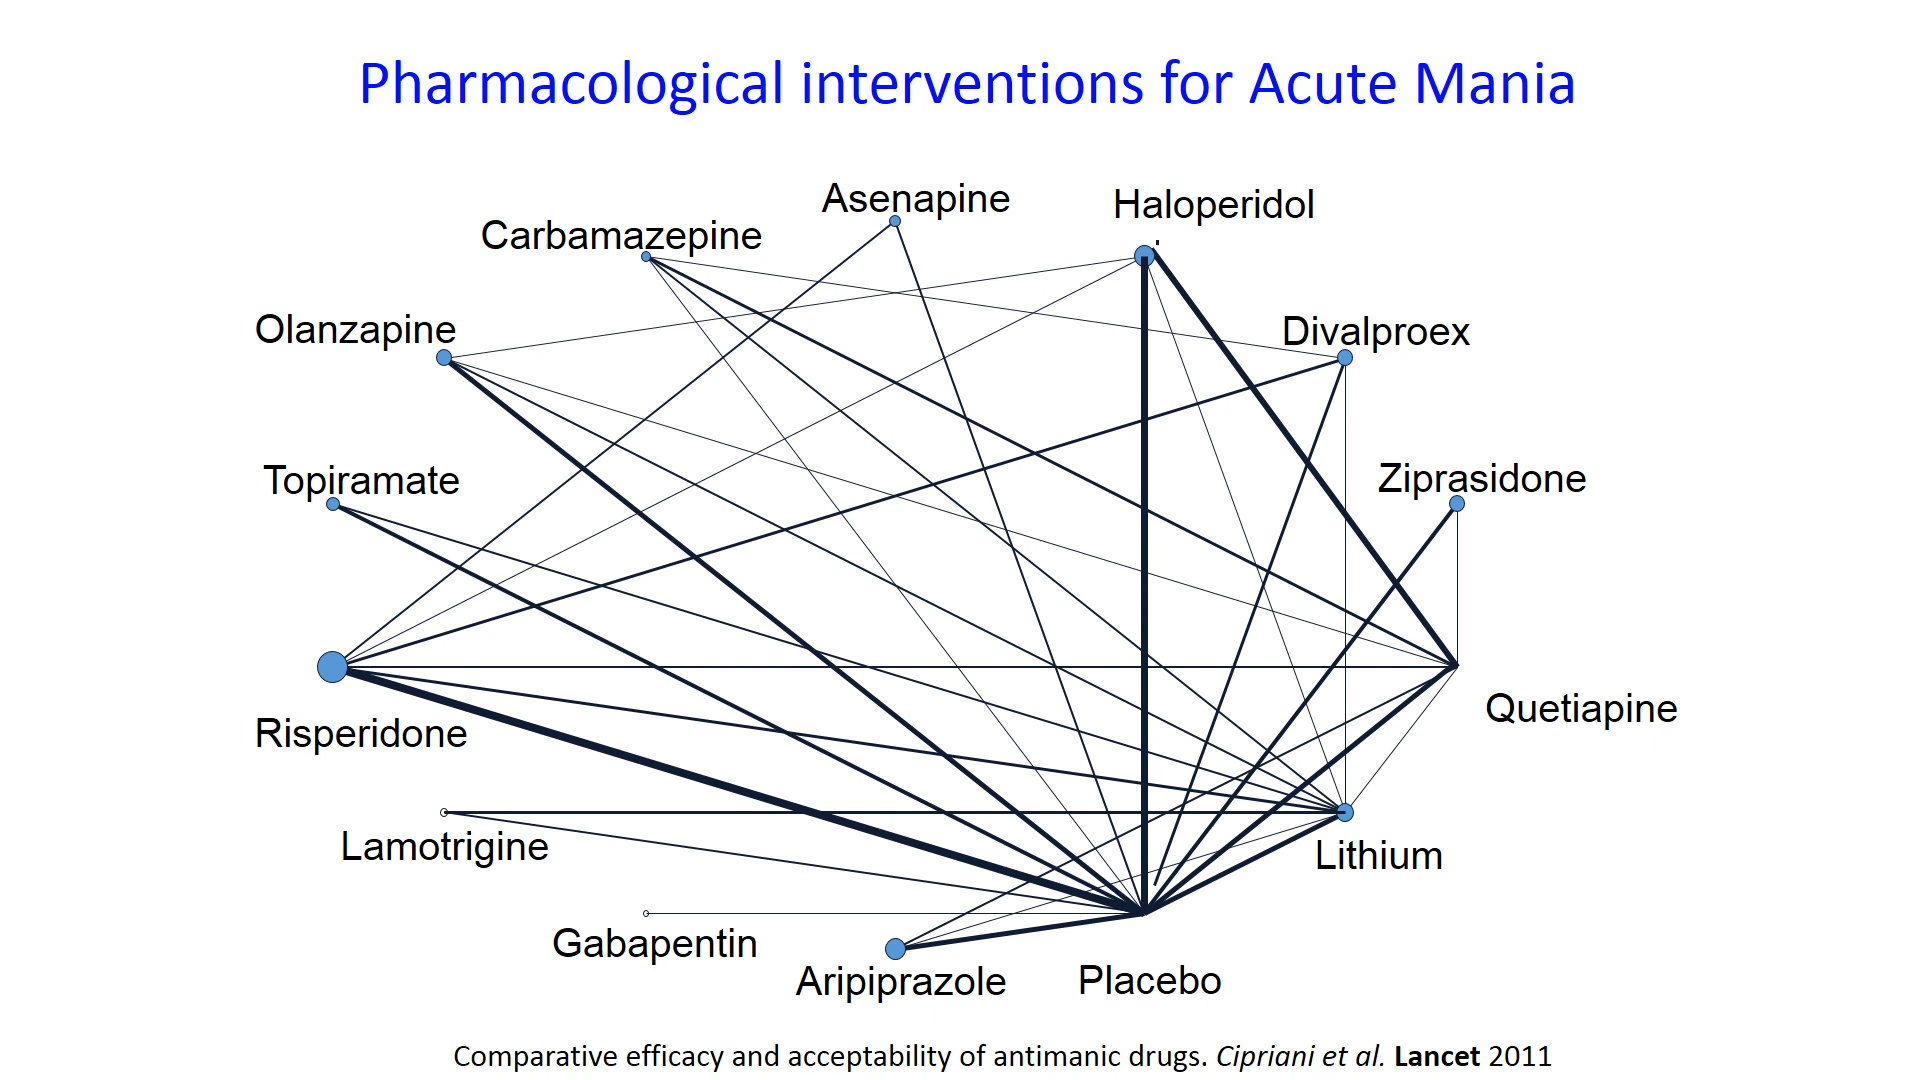 Pharmacological interventions for Acute Mania
Asenapine
Haloperidol
Carbamazepine
Olanzapine
Divalproex
Topiramate
Ziprasidone
Quetiapine
Risperidone
Lamotrigine
Lithium
Gabapentin
Aripiprazole
Placebo
Comparative efficacy and acceptability of antimanic drugs. Cipriani et al. Lancet 2011